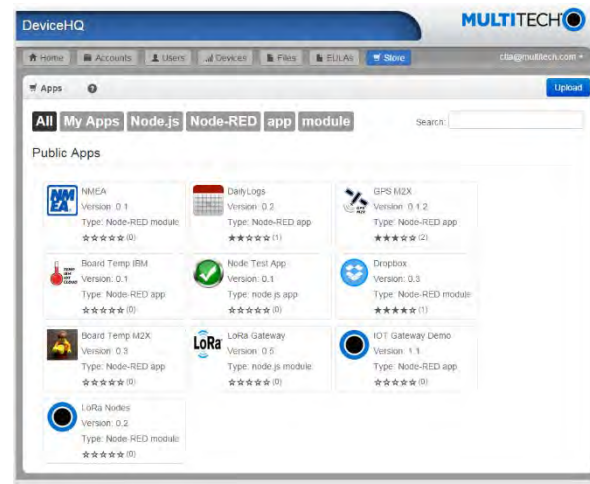 DeviceHQ
MULTITECH
Home Accounts Users Devices Files EULAs Store
Apps Upload
All My Apps Node.js Node-RED app module Search:
Public Apps
NMEA
NMEA
Version: 0.1
Type: Node-RED module
(0)
DailyLogs
Version: 0.2
Type: Node-RED app
(1)
GPS M2X
GPS M2X
Version: 0.1.2
Type: Node-RED app
(2)
Board Temp IBM
Version: 0.1
Type: Node-RED app
(0)
Node Test App
Version: 0.1
Type: node.js app
(0)
Dropbox
Version: 0.3
Type: Node-RED module
(1)
Board Temp M2X
Version: 0.3
Type: Node-RED app
(0)
LoRa
LoRa Gateway
Version: 0.5
Type: node.js module
(0)
IOT Gateway Demo
Version: 1.1
Type: Node-RED app
(0)
LoRa Nodes
Version: 0.2
Type: Node-RED module
(0)